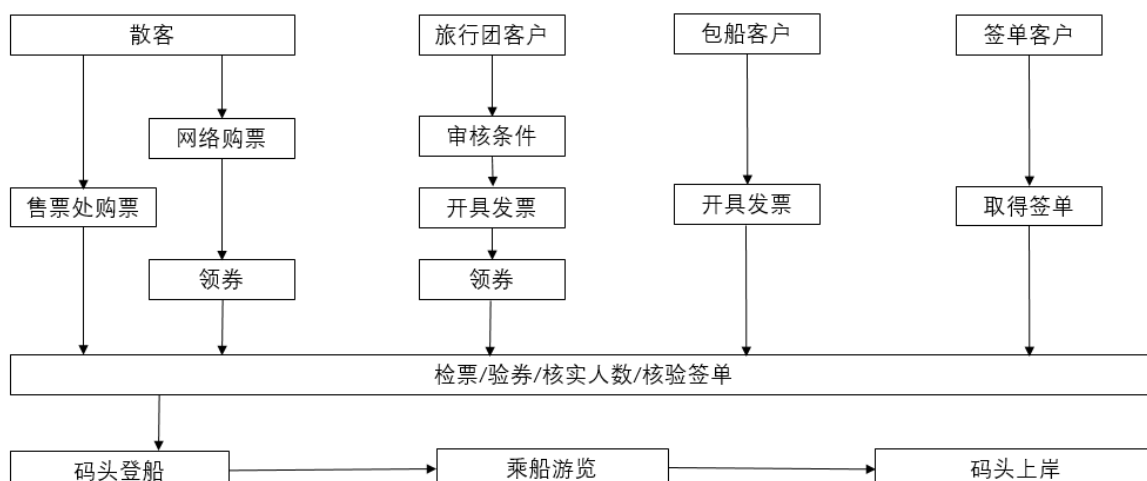 散客
旅行团客户
包船客户
签单客户
网络购票
审核条件
售票处购票
开具发票
开具发票
取得签单
领券
领券
检票/验券/核实人数/核验签单
码头登船
乘船游览
码头上岸